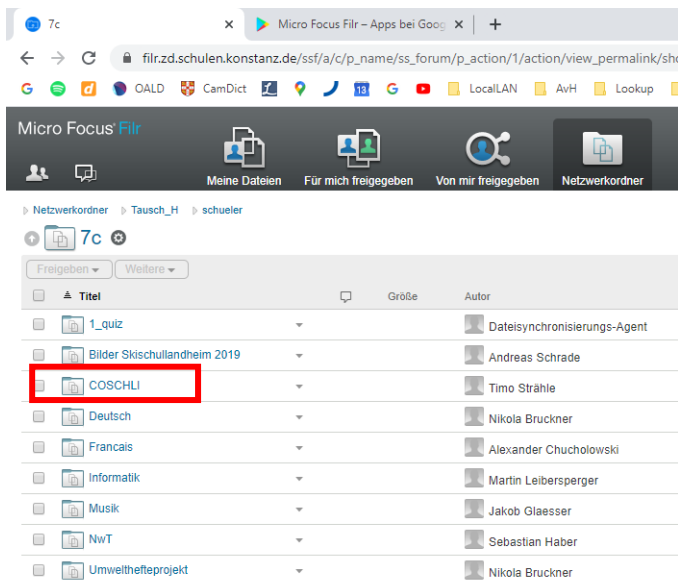 7c
Micro Focus Filr – Apps bei Goog
filr.zd.schulen.konstanz.de/ssf/a/c/p_name/ss_forum/p_action/1/action/view_permalink/sho
OALD CamDict 13 LocalLAN AvH Lookup
Micro Focus Filr
Meine Dateien Für mich freigegeben Von mir freigegeben Netzwerkordner
Netzwerkordner Tausch_H schueler
7c
Freigeben Weitere
Titel Größe Autor
1_quiz Dateisynchronisierungs-Agent
Bilder Skischullandheim 2019 Andreas Schrade
COSCHLI Timo Strähle
Deutsch Nikola Bruckner
Francais Alexander Chucholowski
Informatik Martin Leibersperger
Musik Jakob Glaesser
NwT Sebastian Haber
Umwelthefteprojekt Nikola Bruckner